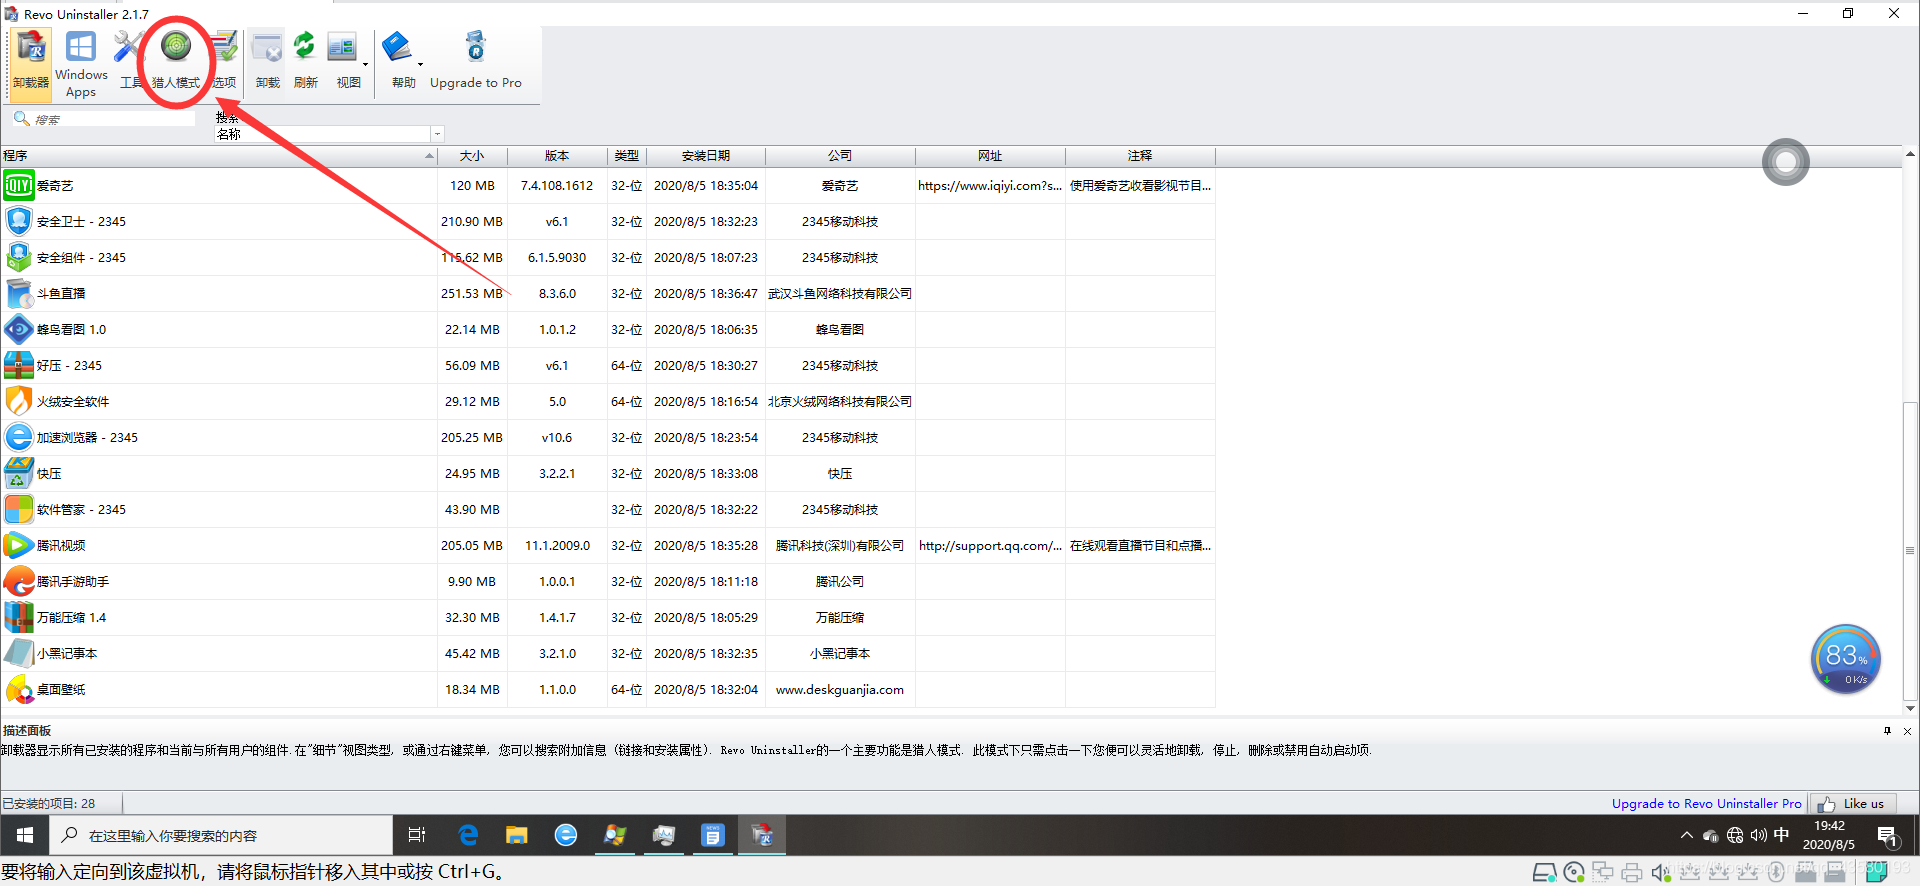 Revo Uninstaller 2.1.7
卸载器
Windows
Apps
工具
猎人模式
选项
卸载
刷新
视图
帮助
Upgrade to Pro
搜索
搜索
名称
程序 大小 版本 类型 安装日期 公司 网址 注释
爱奇艺 120 MB 7.4.108.1612 32-位 2020/8/5 18:35:04 爱奇艺 https://www.iqiyi.com?s... 使用爱奇艺收看影视节目...
安全卫士 - 2345 210.90 MB v6.1 32-位 2020/8/5 18:32:23 2345移动科技
安全组件 - 2345 115.62 MB 6.1.5.9030 32-位 2020/8/5 18:07:23 2345移动科技
斗鱼直播 251.53 MB 8.3.6.0 32-位 2020/8/5 18:36:47 武汉斗鱼网络科技有限公司
蜂鸟看图 1.0 22.14 MB 1.0.1.2 32-位 2020/8/5 18:06:35 蜂鸟看图
好压 - 2345 56.09 MB v6.1 64-位 2020/8/5 18:30:27 2345移动科技
火绒安全软件 29.12 MB 5.0 64-位 2020/8/5 18:16:54 北京火绒网络科技有限公司
加速浏览器 - 2345 205.25 MB v10.6 32-位 2020/8/5 18:23:54 2345移动科技
快压 24.95 MB 3.2.2.1 32-位 2020/8/5 18:33:08 快压
软件管家 - 2345 43.90 MB 32-位 2020/8/5 18:32:22 2345移动科技
腾讯视频 205.05 MB 11.1.2009.0 32-位 2020/8/5 18:35:28 腾讯科技(深圳)有限公司 http://support.qq.com/... 在线观看直播节目和点播...
腾讯手游助手 9.90 MB 1.0.0.1 32-位 2020/8/5 18:11:18 腾讯公司
万能压缩 1.4 32.30 MB 1.4.1.7 32-位 2020/8/5 18:05:29 万能压缩
小黑记事本 45.42 MB 3.2.1.0 32-位 2020/8/5 18:32:35 小黑记事本
桌面壁纸 18.34 MB 1.1.0.0 64-位 2020/8/5 18:32:04 www.deskguanjia.com
83%
0 K/s
描述面板
卸载器显示所有已安装的程序和当前与所有用户的组件.在"细节"视图类型, 或通过右键菜单, 您可以搜索附加信息 (链接和安装属性). Revo Uninstaller的一个主要功能是猎人模式. 此模式下只需点击一下您便可以灵活地卸载, 停止, 删除或禁用自动启动项.
已安装的项目: 28
Upgrade to Revo Uninstaller Pro
Like us
在这里输入你要搜索的内容
中
19:42
2020/8/5
1
要将输入定向到该虚拟机，请将鼠标指针移入其中或按 Ctrl+G。